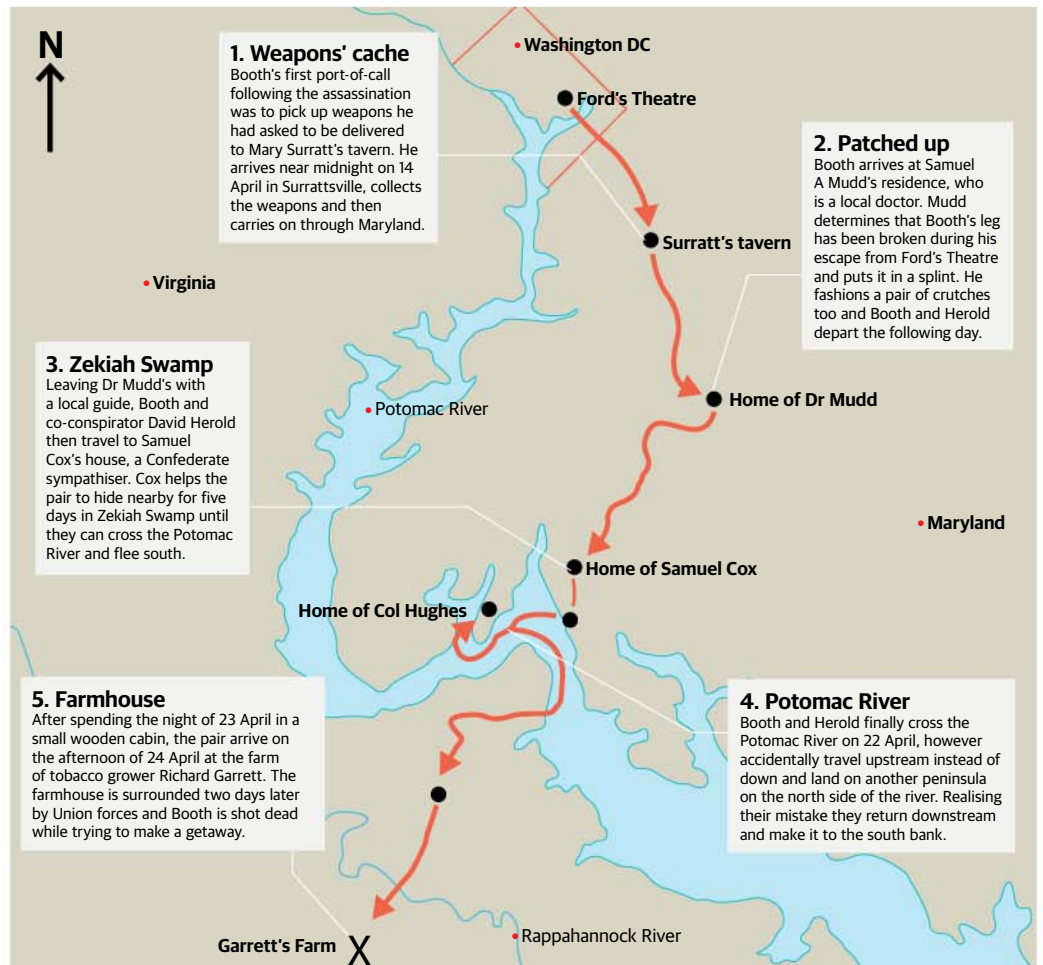 N
Washington DC
Ford's Theatre
1. Weapons' cache
Booth's first port-of-call
following the assassination
was to pick up weapons he
had asked to be delivered
to Mary Surratt's tavern. He
arrives near midnight on 14
April in Surrattsville, collects
the weapons and then
carries on through Maryland.
2. Patched up
Booth arrives at Samuel
A Mudd's residence, who
is a local doctor. Mudd
determines that Booth's leg
has been broken during his
escape from Ford's Theatre
and puts it in a splint. He
fashions a pair of crutches
too and Booth and Herold
depart the following day.
Surratt's tavern
Virginia
3. Zekiah Swamp
Leaving Dr Mudd's with
a local guide, Booth and
co-conspirator David Herold
then travel to Samuel
Cox's house, a Confederate
sympathiser. Cox helps the
pair to hide nearby for five
days in Zekiah Swamp until
they can cross the Potomac
River and flee south.
Potomac River
Home of Dr Mudd
Maryland
Home of Samuel Cox
Home of Col Hughes
5. Farmhouse
After spending the night of 23 April in a
small wooden cabin, the pair arrive on
the afternoon of 24 April at the farm
of tobacco grower Richard Garrett. The
farmhouse is surrounded two days later
by Union forces and Booth is shot dead
while trying to make a getaway.
4. Potomac River
Booth and Herold finally cross the
Potomac River on 22 April, however
accidentally travel upstream instead of
down and land on another peninsula
on the north side of the river. Realising
their mistake they return downstream
and make it to the south bank.
Garrett's Farm X
Rappahannock River